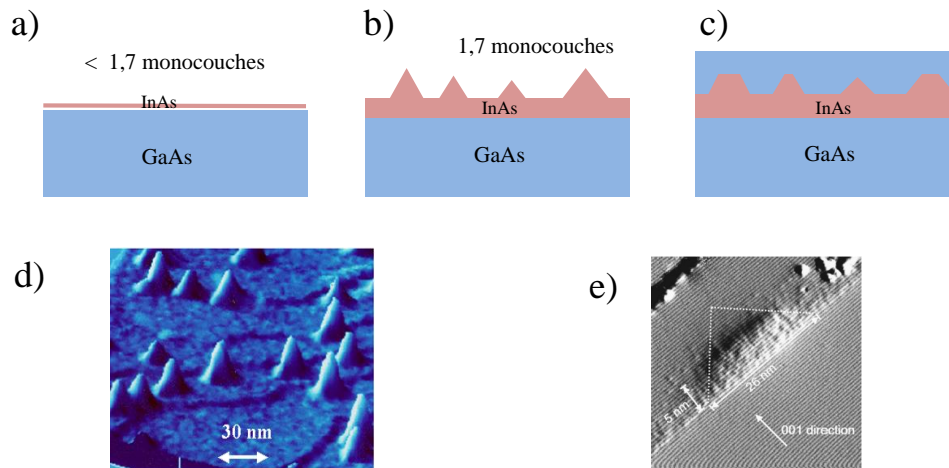 a)
< 1,7 monocouches
InAs
GaAs
b)
1,7 monocouches
InAs
GaAs
c)
InAs
GaAs
d)
30 nm
e)
5 nm
26 nm
001 direction